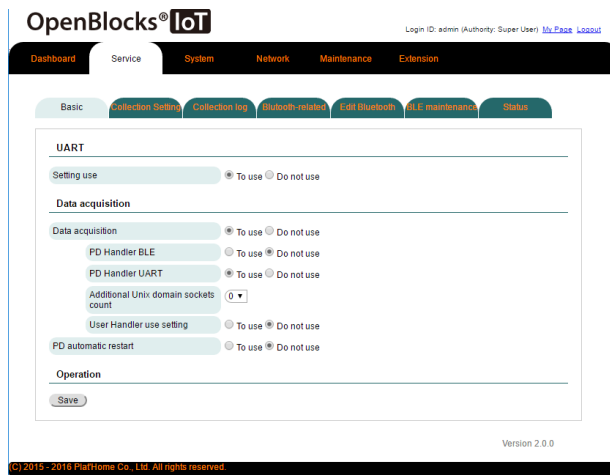 OpenBlocks® IoT
Login ID: admin (Authority: Super User) My Page Logout
Dashboard Service System Network Maintenance Extension
Basic Collection Setting Collection log Blutooth-related Edit Bluetooth BLE maintenance Status
UART
Setting use To use Do not use
Data acquisition
Data acquisition To use Do not use
PD Handler BLE To use Do not use
PD Handler UART To use Do not use
Additional Unix domain sockets
count 0
User Handler use setting To use Do not use
PD automatic restart To use Do not use
Operation
Save
Version 2.0.0
(C) 2015 - 2016 Plat'Home Co., Ltd. All rights reserved.